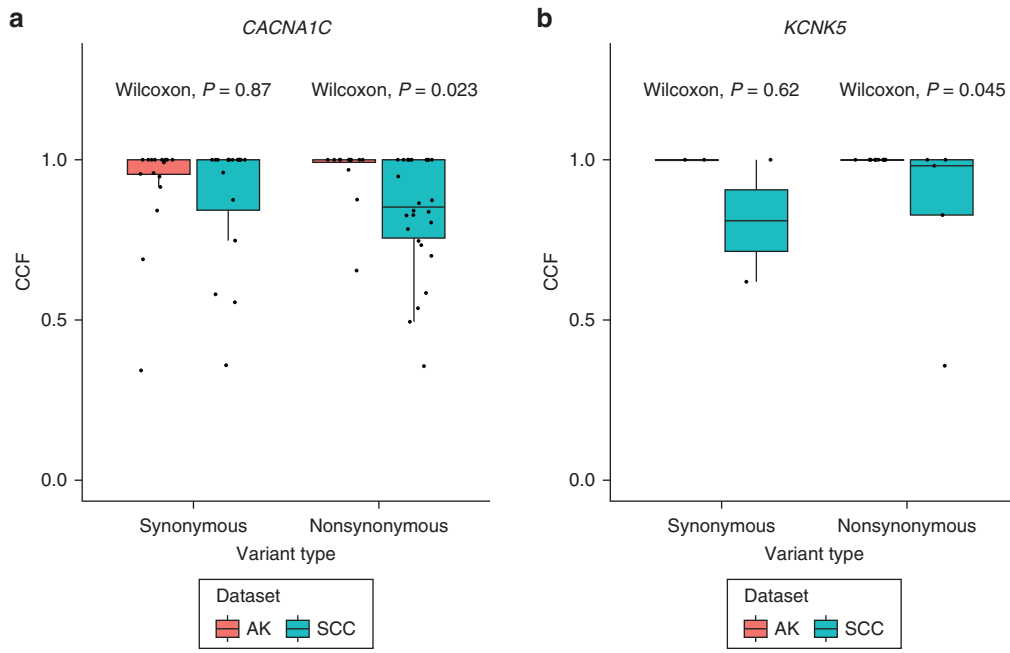 a
CACNA1C
Wilcoxon, P = 0.87
Wilcoxon, P = 0.023
1.0
0.5
0.0
CCF
Synonymous
Nonsynonymous
Variant type
Dataset
AK
SCC
b
KCNK5
Wilcoxon, P = 0.62
Wilcoxon, P = 0.045
1.0
0.5
0.0
CCF
Synonymous
Nonsynonymous
Variant type
Dataset
AK
SCC